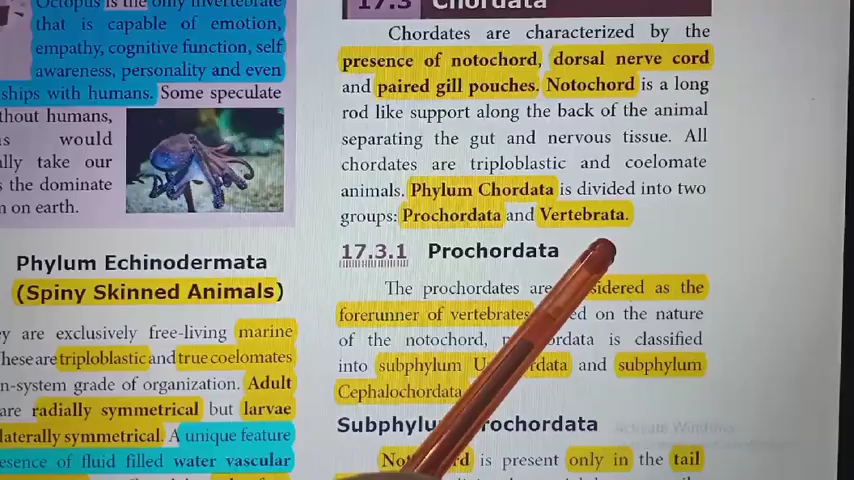 Octopus is the only invertebrate
that is capable of emotion,
empathy, cognitive function, self
awareness, personality and even
ships with humans. Some speculate
thout humans,
would
ally take our
s the dominate
n on earth.
Phylum Echinodermata
(Spiny Skinned Animals)
ey are exclusively free-living marine
These are triploblastic and true coelomates
n-system grade of organization. Adult
are radially symmetrical but larvae
laterally symmetrical. A unique feature
esence of fluid filled water vascular
17.3 Chordata
Chordates are characterized by the
presence of notochord, dorsal nerve cord
and paired gill pouches. Notochord is a long
rod like support along the back of the animal
separating the gut and nervous tissue. All
chordates are triploblastic and coelomate
animals. Phylum Chordata is divided into two
groups: Prochordata and Vertebrata.
17.3.1 Prochordata
The prochordates are sidered as the
forerunner of vertebrates ed on the nature
of the notochord, rdata is classified
into subphylum U rdata and subphylum
Cephalochordata
Subphylu rochordata
Not rd is present only in the tail
Activate Windows